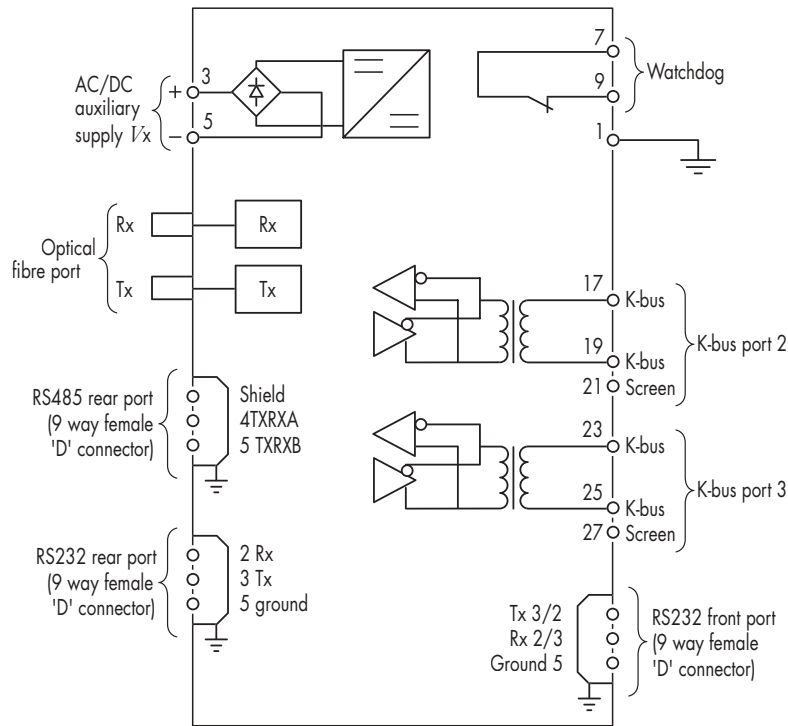 7
3
AC/DC
auxiliary
supply Vx
+
9
Watchdog
5
−
1
Rx
Rx
Optical
fibre port
Tx
Tx
17
K-bus
K-bus port 2
19
K-bus
21
Screen
RS485 rear port
(9 way female
'D' connector)
Shield
4TXRXA
5 TXRXB
23
K-bus
K-bus port 3
25
K-bus
27
Screen
RS232 rear port
(9 way female
'D' connector)
2 Rx
3 Tx
5 ground
Tx 3/2
Rx 2/3
Ground 5
RS232 front port
(9 way female
'D' connector)